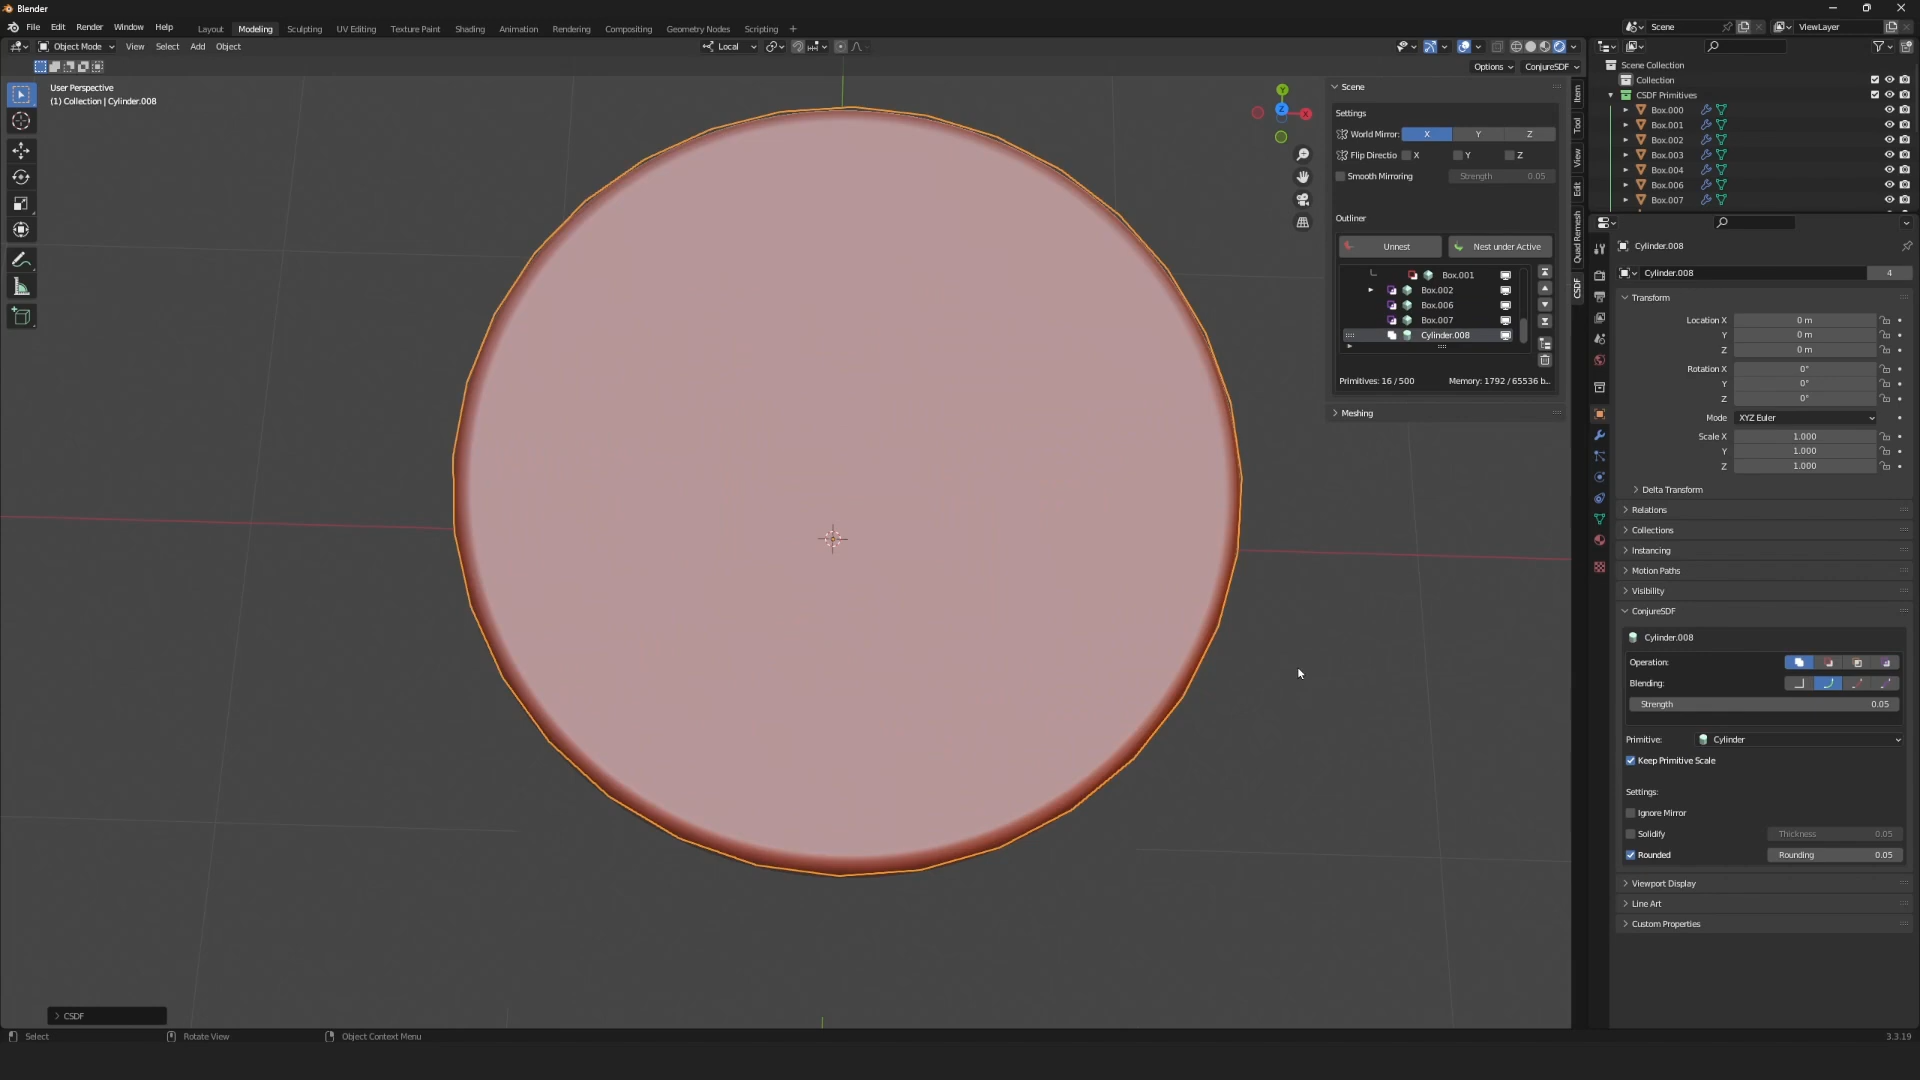 Blender
File Edit Render Window Help
Layout Modeling Sculpting UV Editing Texture Paint Shading Animation Rendering Compositing Geometry Nodes Scripting +
Scene
ViewLayer
Object Mode View Select Add Object
Local
Options ConjureSDF
User Perspective
(1) Collection | Cylinder.008
Y
Z
X
Scene
Settings
World Mirror: X Y Z
Flip Directio X Y Z
Smooth Mirroring Strength 0.05
Outliner
Unnest Nest under Active
Box.001
Box.002
Box.006
Box.007
Cylinder.008
Primitives: 16 / 500 Memory: 1792 / 65536 b...
Meshing
Item
Tool
View
Edit
Quad Remesh
CSDF
Scene Collection
Collection
CSDF Primitives
Box.000
Box.001
Box.002
Box.003
Box.004
Box.006
Box.007
Cylinder.008
Cylinder.008 4
Transform
Location X 0 m
Y 0 m
Z 0 m
Rotation X 0°
Y 0°
Z 0°
Mode XYZ Euler
Scale X 1.000
Y 1.000
Z 1.000
Delta Transform
Relations
Collections
Instancing
Motion Paths
Visibility
ConjureSDF
Cylinder.008
Operation:
Blending:
Strength 0.05
Primitive: Cylinder
Keep Primitive Scale
Settings:
Ignore Mirror
Solidify Thickness 0.05
Rounded Rounding 0.05
Viewport Display
Line Art
Custom Properties
CSDF
Select Rotate View Object Context Menu
3.3.19